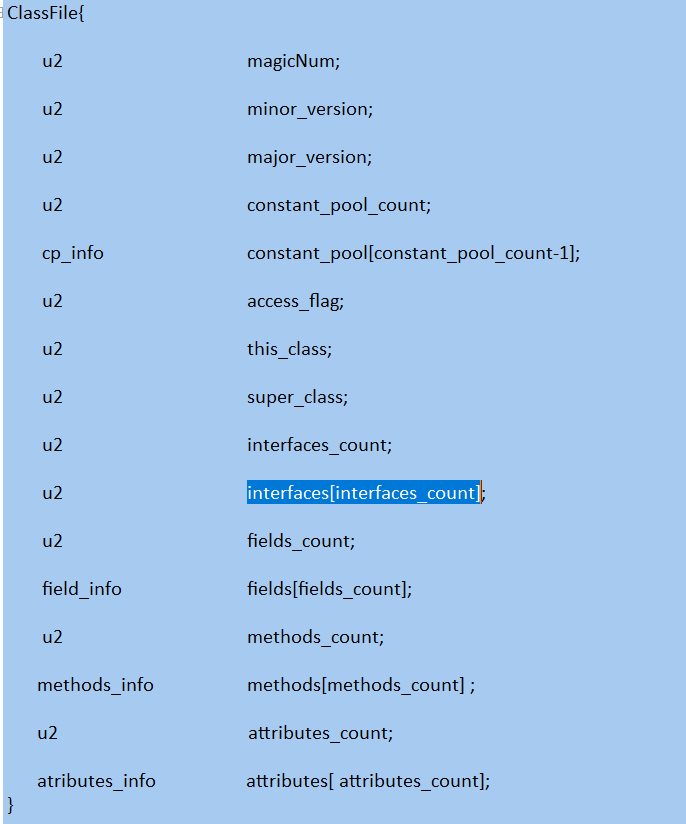 ClassFile{
u2 magicNum;
u2 minor_version;
u2 major_version;
u2 constant_pool_count;
cp_info constant_pool[constant_pool_count-1];
u2 access_flag;
u2 this_class;
u2 super_class;
u2 interfaces_count;
u2 interfaces[interfaces_count];
u2 fields_count;
field_info fields[fields_count];
u2 methods_count;
methods_info methods[methods_count] ;
u2 attributes_count;
atributes_info attributes[ attributes_count];
}